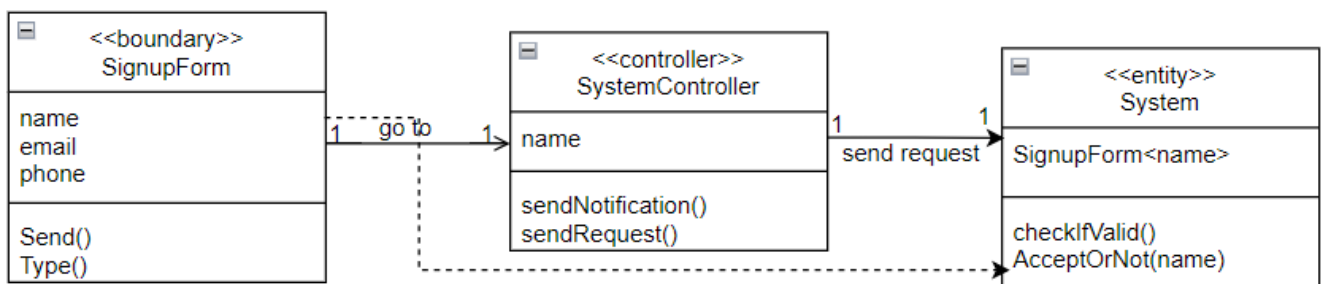 <<boundary>>
SignupForm
name
email
phone
Send()
Type()
1 go to 1
<<controller>>
SystemController
name
sendNotification()
sendRequest()
1 1
send request
<<entity>>
System
SignupForm<name>
checkIfValid()
AcceptOrNot(name)